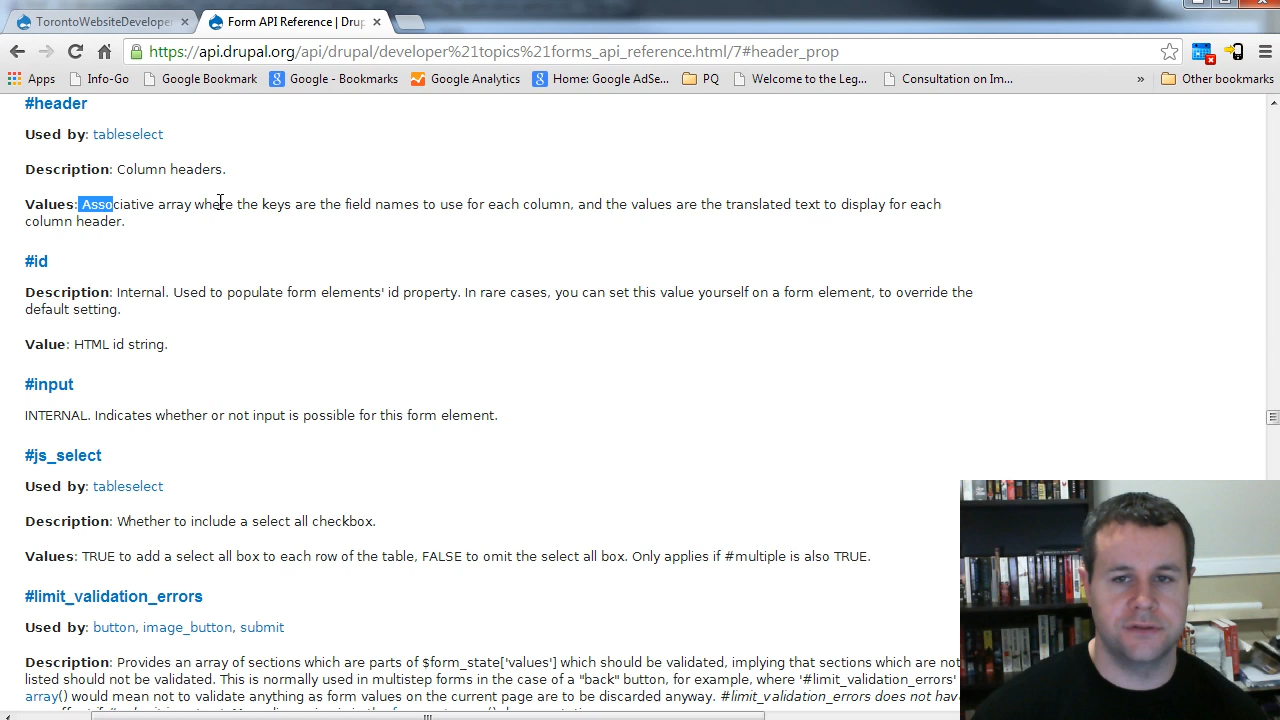 TorontoWebsiteDeveloper
Form API Reference | Drup
https://api.drupal.org/api/drupal/developer%21topics%21forms_api_reference.html/7#header_prop
Apps Info-Go Google Bookmark Google - Bookmarks Google Analytics Home: Google AdSe... PQ Welcome to the Leg... Consultation on Im... » Other bookmarks
#header
Used by: tableselect
Description: Column headers.
Values: Associative array where the keys are the field names to use for each column, and the values are the translated text to display for each
column header.
#id
Description: Internal. Used to populate form elements' id property. In rare cases, you can set this value yourself on a form element, to override the
default setting.
Value: HTML id string.
#input
INTERNAL. Indicates whether or not input is possible for this form element.
#js_select
Used by: tableselect
Description: Whether to include a select all checkbox.
Values: TRUE to add a select all box to each row of the table, FALSE to omit the select all box. Only applies if #multiple is also TRUE.
#limit_validation_errors
Used by: button, image_button, submit
Description: Provides an array of sections which are parts of $form_state['values'] which should be validated, implying that sections which are not
listed should not be validated. This is normally used in multistep forms in the case of a "back" button, for example, where '#limit_validation_errors'
array() would mean not to validate anything as form values on the current page are to be discarded anyway. #limit_validation_errors does not hav